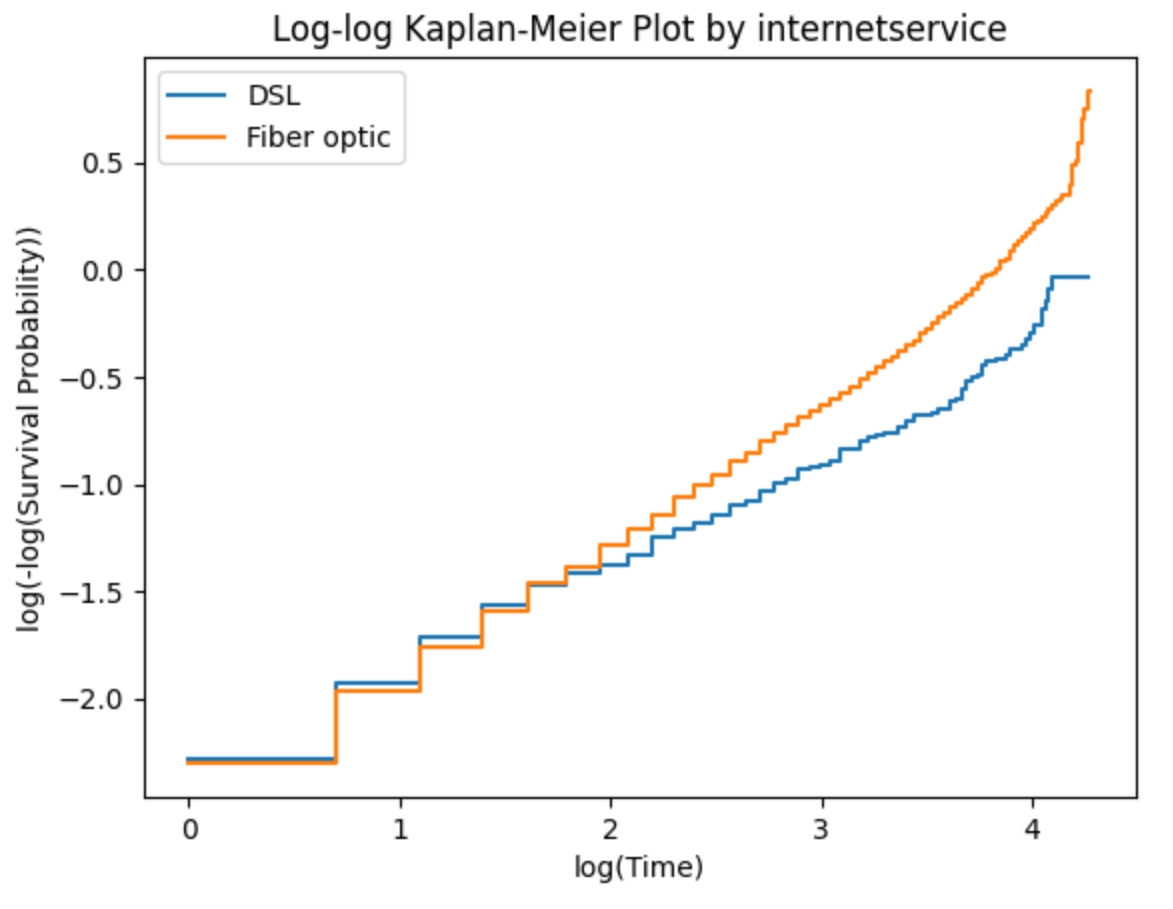 Log-log Kaplan-Meier Plot by internetservice
DSL
Fiber optic
0.5
0.0
−0.5
−1.0
−1.5
−2.0
log(-log(Survival Probability))
0 1 2 3 4
log(Time)